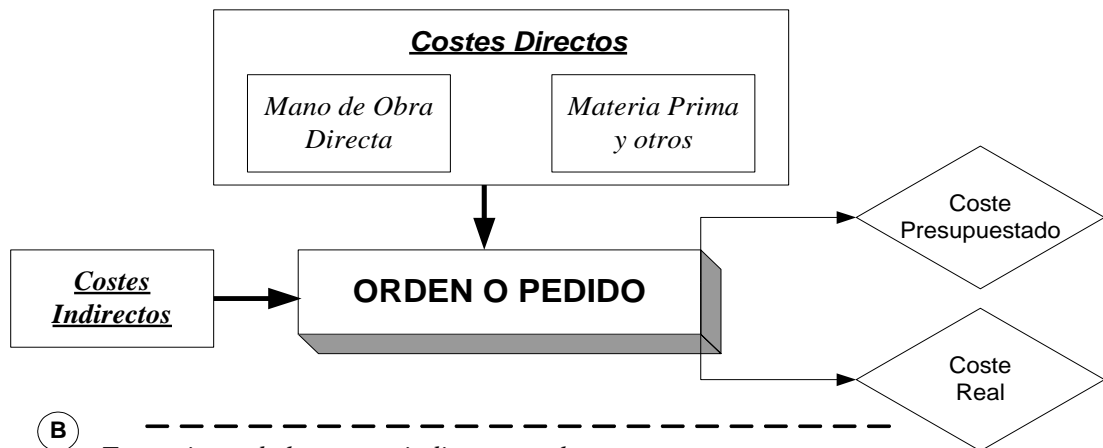 Costes Directos
Mano de Obra
Directa
Materia Prima
y otros
Coste
Presupuestado
Costes
Indirectos
ORDEN O PEDIDO
Coste
Real
B